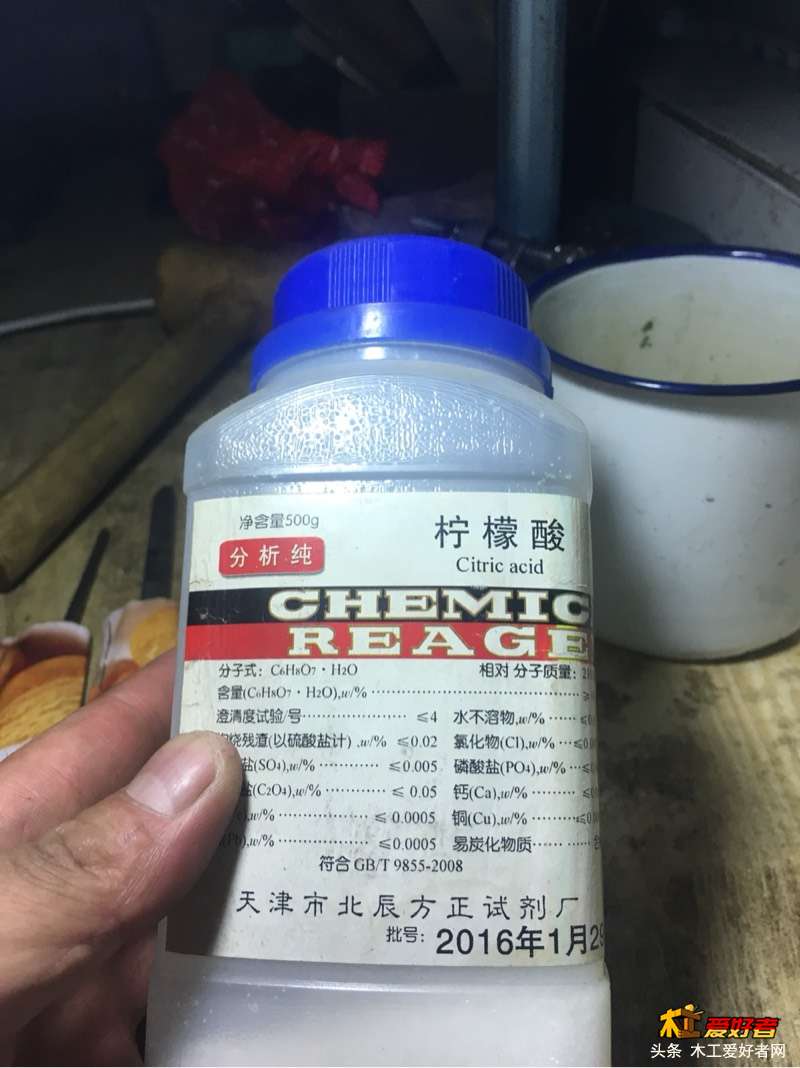 净含量500g
柠檬酸
分析纯
Citric acid
CHEMIC
REAGE
分子式：C6H8O7·H2O 相对分子质量：2
含量(C6H8O7·H2O),w/% ≥
澄清度试验/号 ≤4 水不溶物,w/% ≤
烧残渣(以硫酸盐计),w/% ≤0.02 氯化物(Cl),w/% ≤
盐(SO4),w/% ≤0.005 磷酸盐(PO4),w/% ≤
(C2O4),w/% ≤0.05 钙(Ca),w/% ≤
,w/% ≤0.0005 铜(Cu),w/% ≤
(Pb),w/% ≤0.0005 易炭化物质
符合GB/T 9855-2008
天津市北辰方正试剂厂
批号：2016年1月2
木工爱好者
头条 木工爱好者网